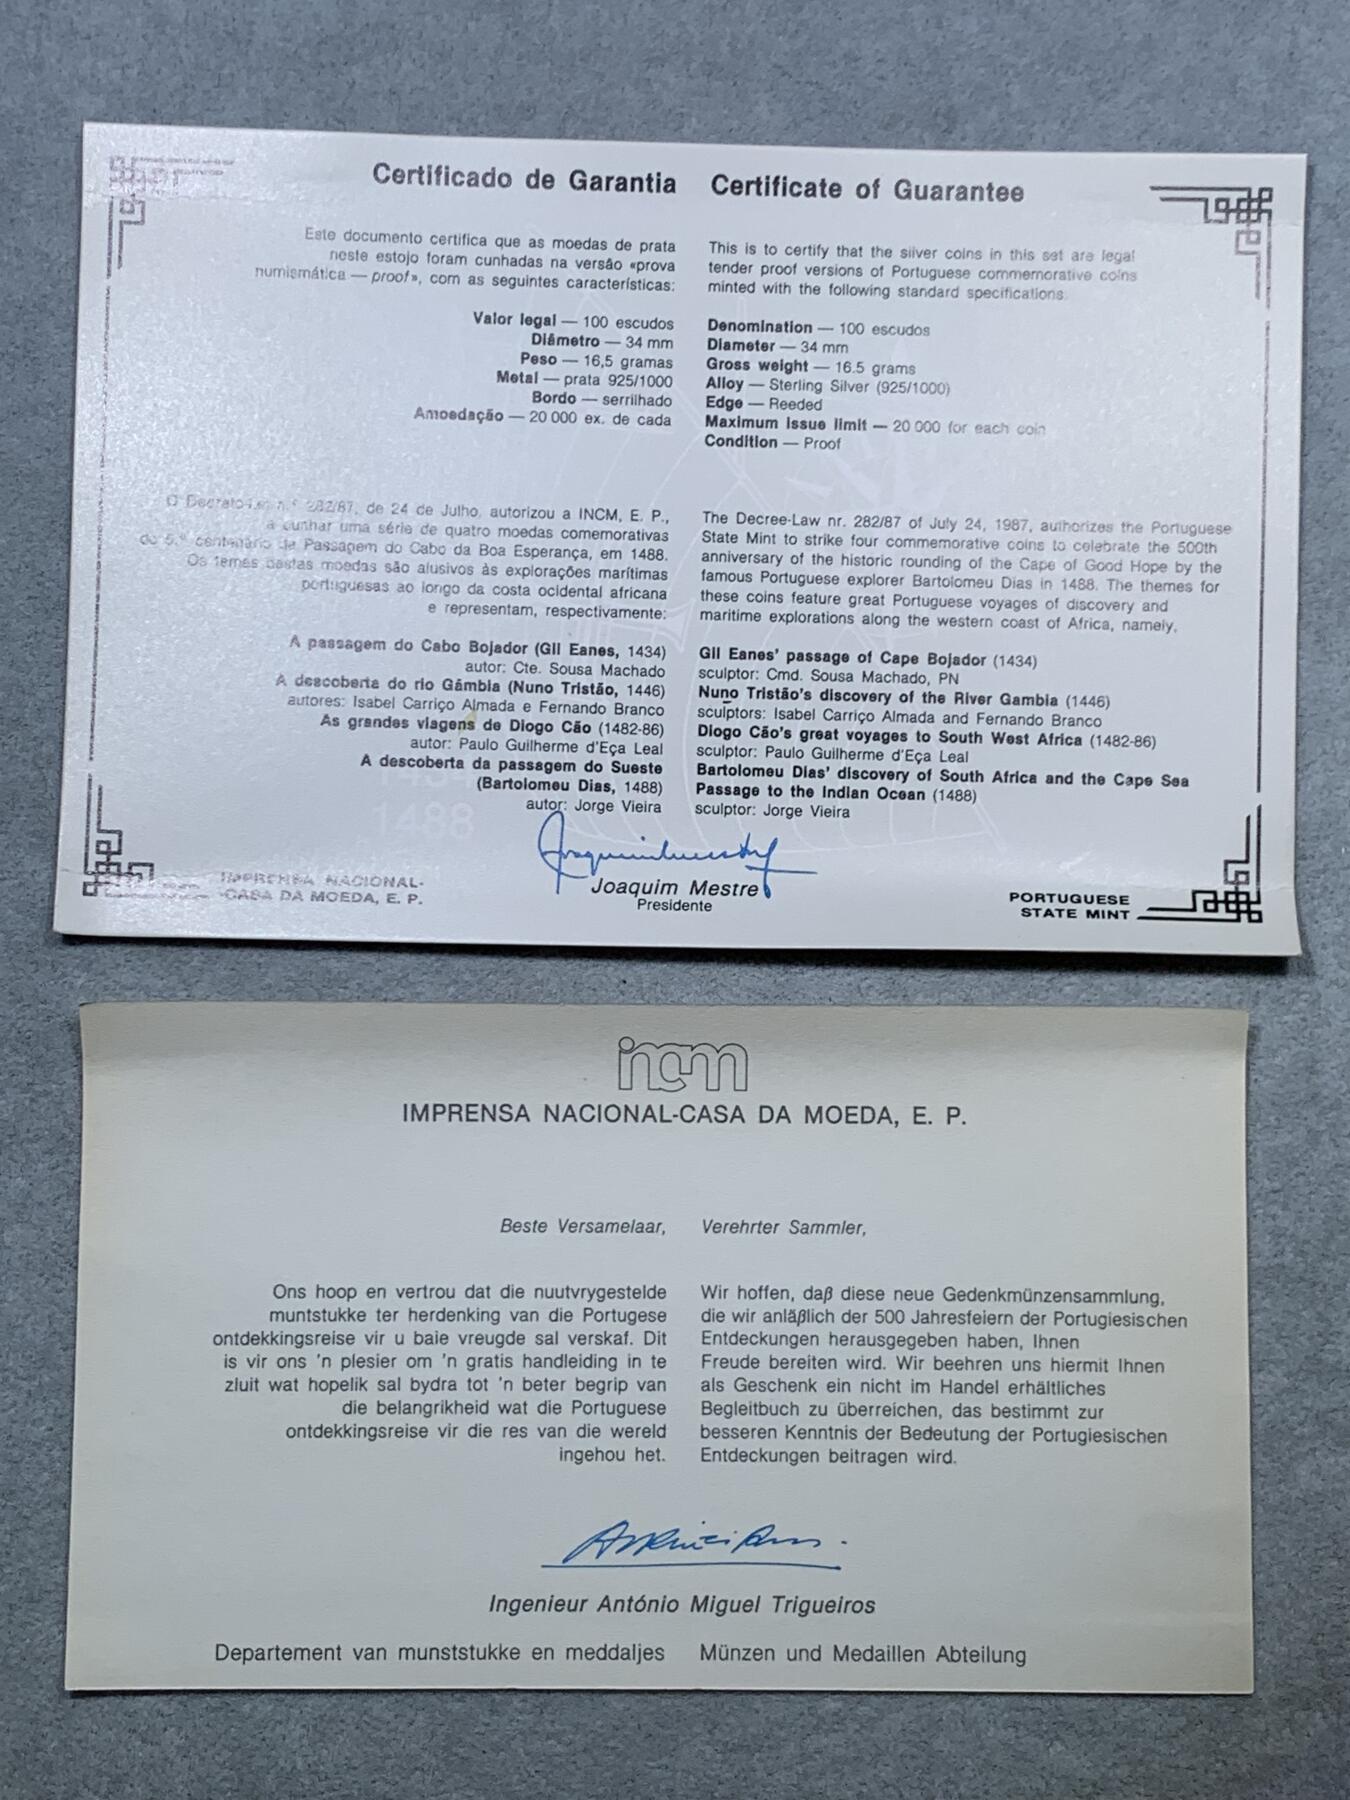 Certificado de Garantia
Este documento certifica que as moedas de prata
neste estojo foram cunhadas na versão «prova
numismática — proof», com as seguintes características:
Valor legal — 100 escudos
Diâmetro — 34 mm
Peso — 16,5 gramas
Metal — prata 925/1000
Bordo — serrilhado
Amoedação — 20 000 ex. de cada
O Decreto-Lei n.º 282/87, de 24 de Julho, autorizou a INCM, E. P.,
a cunhar uma série de quatro moedas comemorativas
do 5.º centenário da Passagem do Cabo da Boa Esperança, em 1488.
Os temas destas moedas são alusivos às explorações marítimas
portuguesas ao longo da costa ocidental africana
e representam, respectivamente:
A passagem do Cabo Bojador (Gil Eanes, 1434)
autor: Cte. Sousa Machado
A descoberta do rio Gâmbia (Nuno Tristão, 1446)
autores: Isabel Carriço Almada e Fernando Branco
As grandes viagens de Diogo Cão (1482-86)
autor: Paulo Guilherme d'Eça Leal
A descoberta da passagem do Sueste
(Bartolomeu Dias, 1488)
autor: Jorge Vieira
1488
IMPRENSA NACIONAL-
-CASA DA MOEDA, E. P.
Certificate of Guarantee
This is to certify that the silver coins in this set are legal
tender proof versions of Portuguese commemorative coins
minted with the following standard specifications.
Denomination — 100 escudos
Diameter — 34 mm
Gross weight — 16.5 grams
Alloy — Sterling Silver (925/1000)
Edge — Reeded
Maximum issue limit — 20 000 for each coin
Condition — Proof
The Decree-Law nr. 282/87 of July 24, 1987, authorizes the Portuguese
State Mint to strike four commemorative coins to celebrate the 500th
anniversary of the historic rounding of the Cape of Good Hope by the
famous Portuguese explorer Bartolomeu Dias in 1488. The themes for
these coins feature great Portuguese voyages of discovery and
maritime explorations along the western coast of Africa, namely,
Gil Eanes' passage of Cape Bojador (1434)
sculptor: Cmd. Sousa Machado, PN
Nuno Tristão's discovery of the River Gambia (1446)
sculptors: Isabel Carriço Almada and Fernando Branco
Diogo Cão's great voyages to South West Africa (1482-86)
sculptor: Paulo Guilherme d'Eça Leal
Bartolomeu Dias' discovery of South Africa and the Cape Sea
Passage to the Indian Ocean (1488)
sculptor: Jorge Vieira
Joaquim Mestre
Presidente
PORTUGUESE
STATE MINT
incm
IMPRENSA NACIONAL-CASA DA MOEDA, E. P.
Beste Versamelaar,
Ons hoop en vertrou dat die nuutvrygestelde
muntstukke ter herdenking van die Portugese
ontdekkingsreise vir u baie vreugde sal verskaf. Dit
is vir ons 'n plesier om 'n gratis handleiding in te
zluit wat hopelik sal bydra tot 'n beter begrip van
die belangrikheid wat die Portuguese
ontdekkingsreise vir die res van die wereld
ingehou het.
Verehrter Sammler,
Wir hoffen, daß diese neue Gedenkmünzensammlung,
die wir anläßlich der 500 Jahresfeiern der Portugiesischen
Entdeckungen herausgegeben haben, Ihnen
Freude bereiten wird. Wir beehren uns hiermit Ihnen
als Geschenk ein nicht im Handel erhältliches
Begleitbuch zu überreichen, das bestimmt zur
besseren Kenntnis der Bedeutung der Portugiesischen
Entdeckungen beitragen wird.
Ingenieur António Miguel Trigueiros
Departement van munststukke en meddaljes
Münzen und Medaillen Abteilung